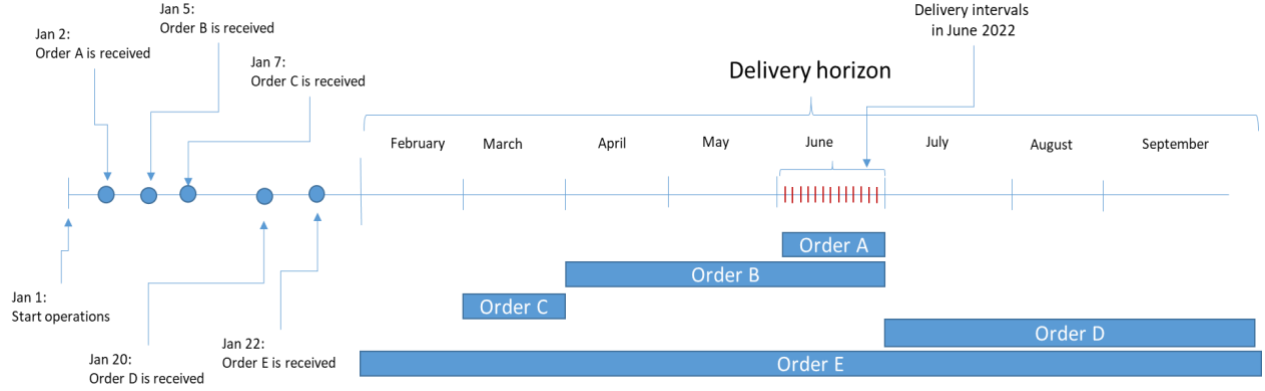 Jan 5:
Order B is received
Delivery intervals
in June 2022
Jan 2:
Order A is received
Jan 7:
Order C is received
Delivery horizon
February
March
April
May
June
July
August
September
Order A
Order B
Order C
Order D
Order E
Jan 1:
Start operations
Jan 20:
Order D is received
Jan 22:
Order E is received